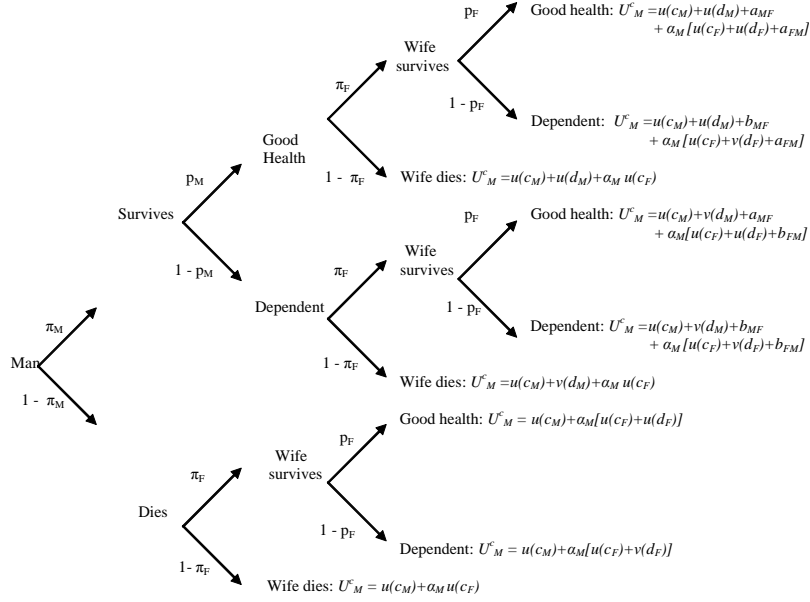 p_F
Good health: U^c_M =u(c_M)+u(d_M)+a_MF
+ α_M[u(c_F)+u(d_F)+a_FM]
Wife
survives
π_F
1 - p_F
Dependent: U^c_M =u(c_M)+u(d_M)+b_MF
+ α_M[u(c_F)+v(d_F)+a_FM]
Good
Health
p_M
1 - π_F
Wife dies: U^c_M =u(c_M)+u(d_M)+α_M u(c_F)
Survives
p_F
Good health: U^c_M =u(c_M)+v(d_M)+a_MF
+ α_M[u(c_F)+u(d_F)+b_FM]
Wife
survives
π_F
1 - p_M
1 - p_F
Dependent
Dependent: U^c_M =u(c_M)+v(d_M)+b_MF
+ α_M[u(c_F)+v(d_F)+b_FM]
π_M
1 - π_F
Man
Wife dies: U^c_M =u(c_M)+v(d_M)+α_M u(c_F)
1 - π_M
Good health: U^c_M = u(c_M)+α_M[u(c_F)+u(d_F)]
p_F
Wife
survives
π_F
Dies
1 - p_F
Dependent: U^c_M = u(c_M)+α_M[u(c_F)+v(d_F)]
1- π_F
Wife dies: U^c_M = u(c_M)+α_M u(c_F)